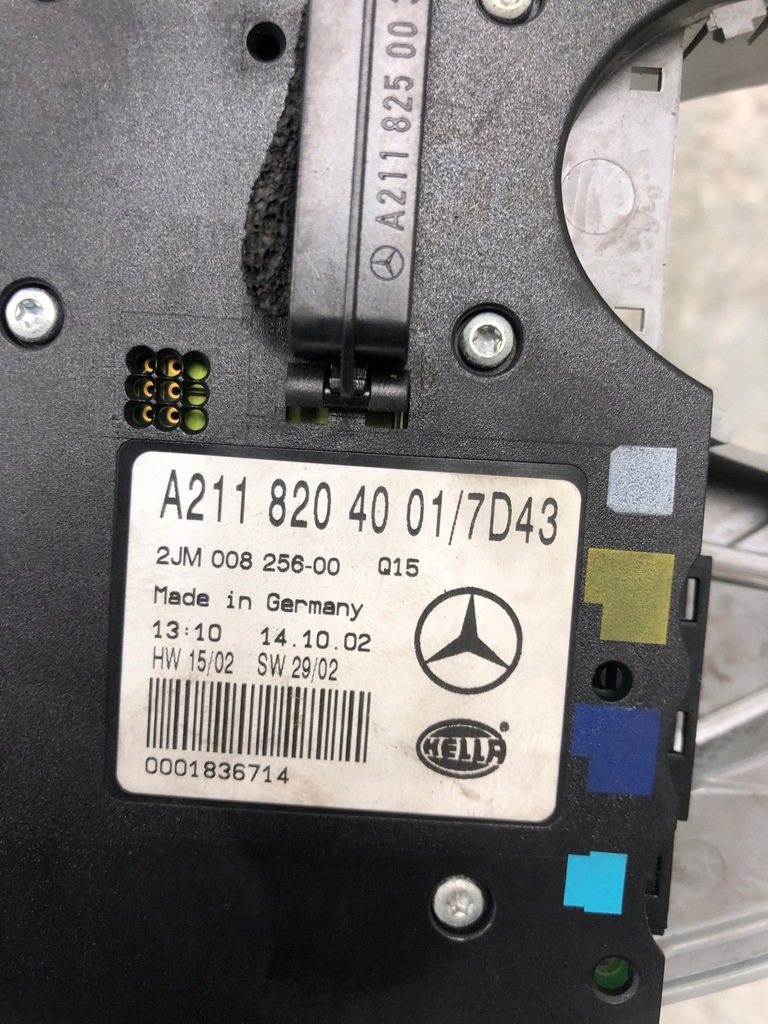 A211 825 00
A211 820 40 01/7D43
2JM 008 256-00 Q15
Made in Germany
13:10 14.10.02
HW 15/02 SW 29/02
0001836714
HELLA®